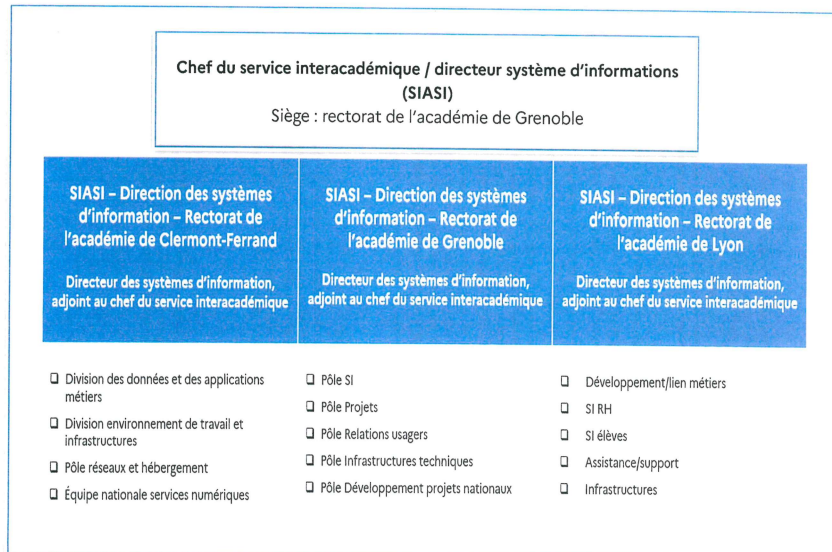 Chef du service interacadémique / directeur système d'informations
(SIASI)
Siège : rectorat de l'académie de Grenoble
SIASI – Direction des systèmes
d'information – Rectorat de
l'académie de Clermont-Ferrand
Directeur des systèmes d'information,
adjoint au chef du service interacadémique
SIASI – Direction des systèmes
d'information – Rectorat de
l'académie de Grenoble
Directeur des systèmes d'information,
adjoint au chef du service interacadémique
SIASI – Direction des systèmes
d'information – Rectorat de
l'académie de Lyon
Directeur des systèmes d'information,
adjoint au chef du service interacadémique
❑ Division des données et des applications
métiers
❑ Division environnement de travail et
infrastructures
❑ Pôle réseaux et hébergement
❑ Équipe nationale services numériques
❑ Pôle SI
❑ Pôle Projets
❑ Pôle Relations usagers
❑ Pôle Infrastructures techniques
❑ Pôle Développement projets nationaux
❑ Développement/lien métiers
❑ SI RH
❑ SI élèves
❑ Assistance/support
❑ Infrastructures